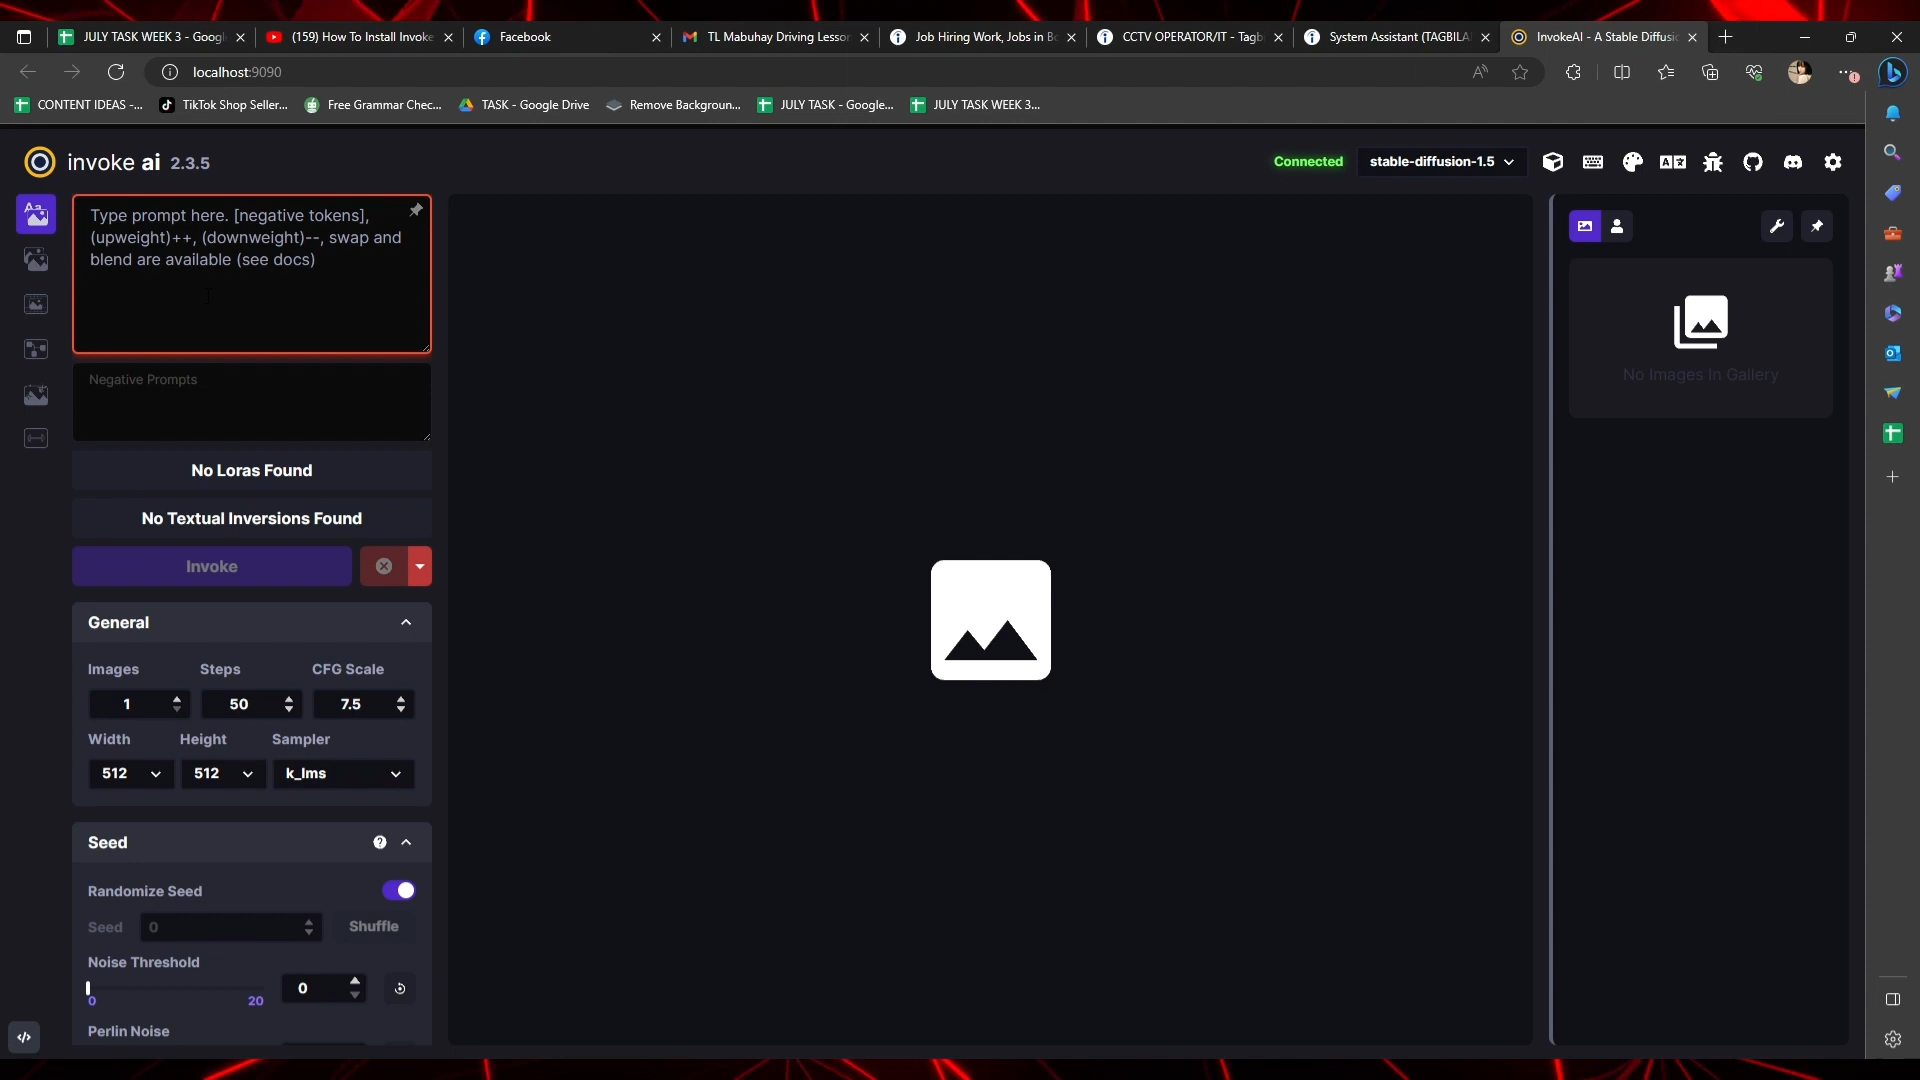 JULY TASK WEEK 3 - Googl
(159) How To Install Invoke
Facebook
TL Mabuhay Driving Lesson
Job Hiring Work, Jobs in Bo
CCTV OPERATOR/IT - Tagbi
System Assistant (TAGBILA
InvokeAI - A Stable Diffusio
localhost:9090
CONTENT IDEAS -...
TikTok Shop Seller...
Free Grammar Chec...
TASK - Google Drive
Remove Backgroun...
JULY TASK - Google...
JULY TASK WEEK 3...
invoke ai 2.3.5
Connected
stable-diffusion-1.5
Type prompt here. [negative tokens],
(upweight)++, (downweight)--, swap and
blend are available (see docs)
No Images In Gallery
Negative Prompts
No Loras Found
No Textual Inversions Found
Invoke
General
Images Steps CFG Scale
1 50 7.5
Width Height Sampler
512 512 k_lms
Seed
Randomize Seed
Seed 0 Shuffle
Noise Threshold
0
0 20
Perlin Noise